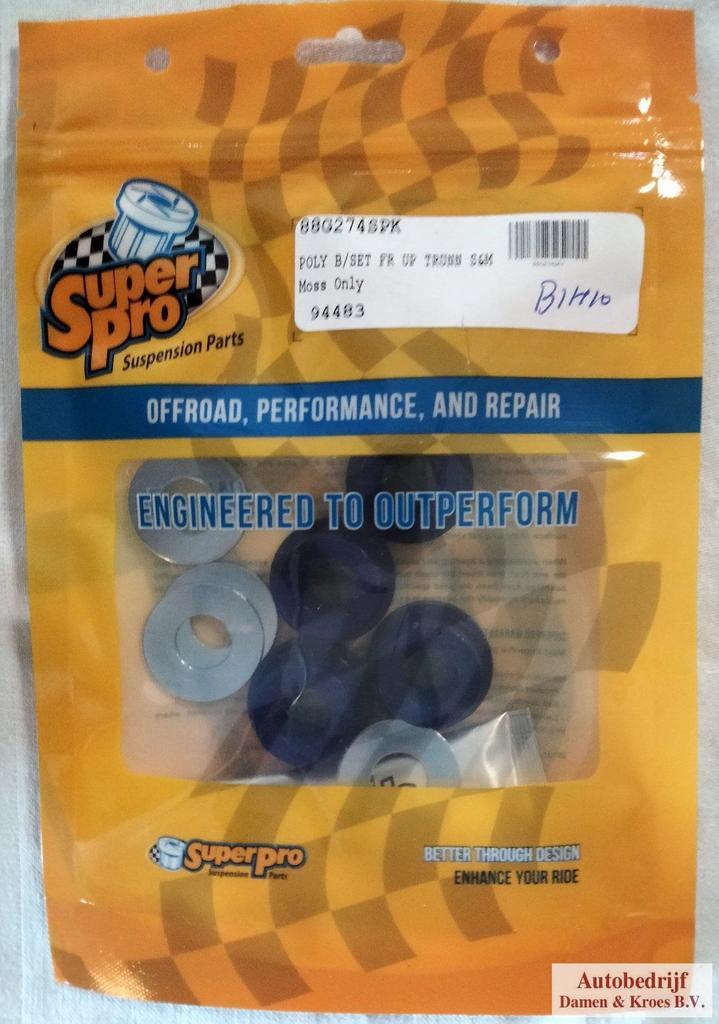 Super
Pro
Suspension Parts
88G274SPK
POLY B/SET FR UP TRUNN S&M
Moss Only
94483
OFFROAD, PERFORMANCE, AND REPAIR
ENGINEERED TO OUTPERFORM
SuperPro
Suspension Parts
BETTER THROUGH DESIGN
ENHANCE YOUR RIDE
Autobedrijf
Damen & Kroes B.V.